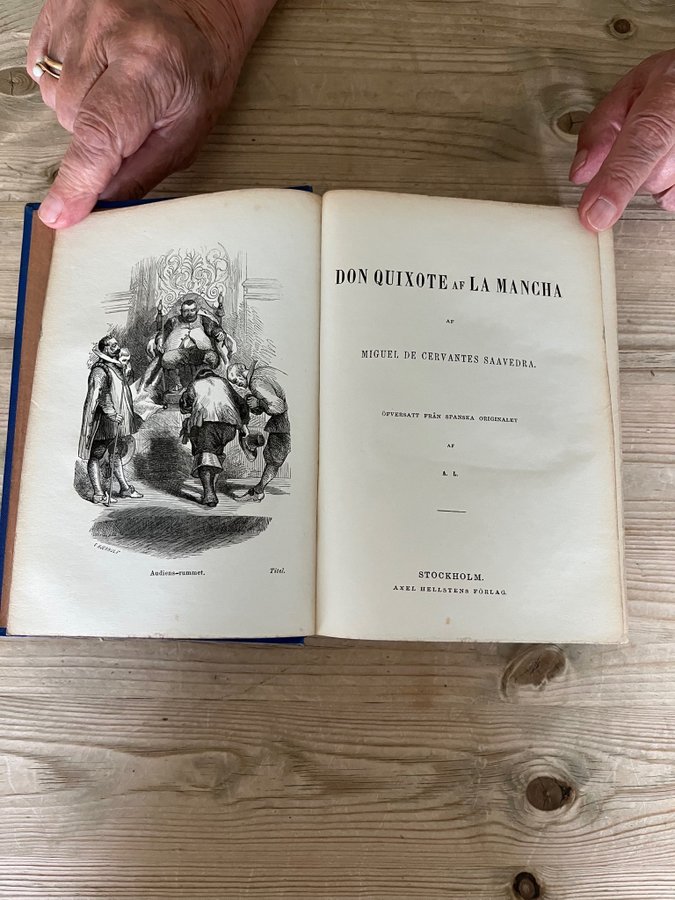 Audiens-rummet.
Titel.
DON QUIXOTE AF LA MANCHA
AF
MIGUEL DE CERVANTES SAAVEDRA.
ÖFVERSATT FRÅN SPANSKA ORIGINALET
AF
A. L.
STOCKHOLM.
AXEL HELLSTENS FÖRLAG.